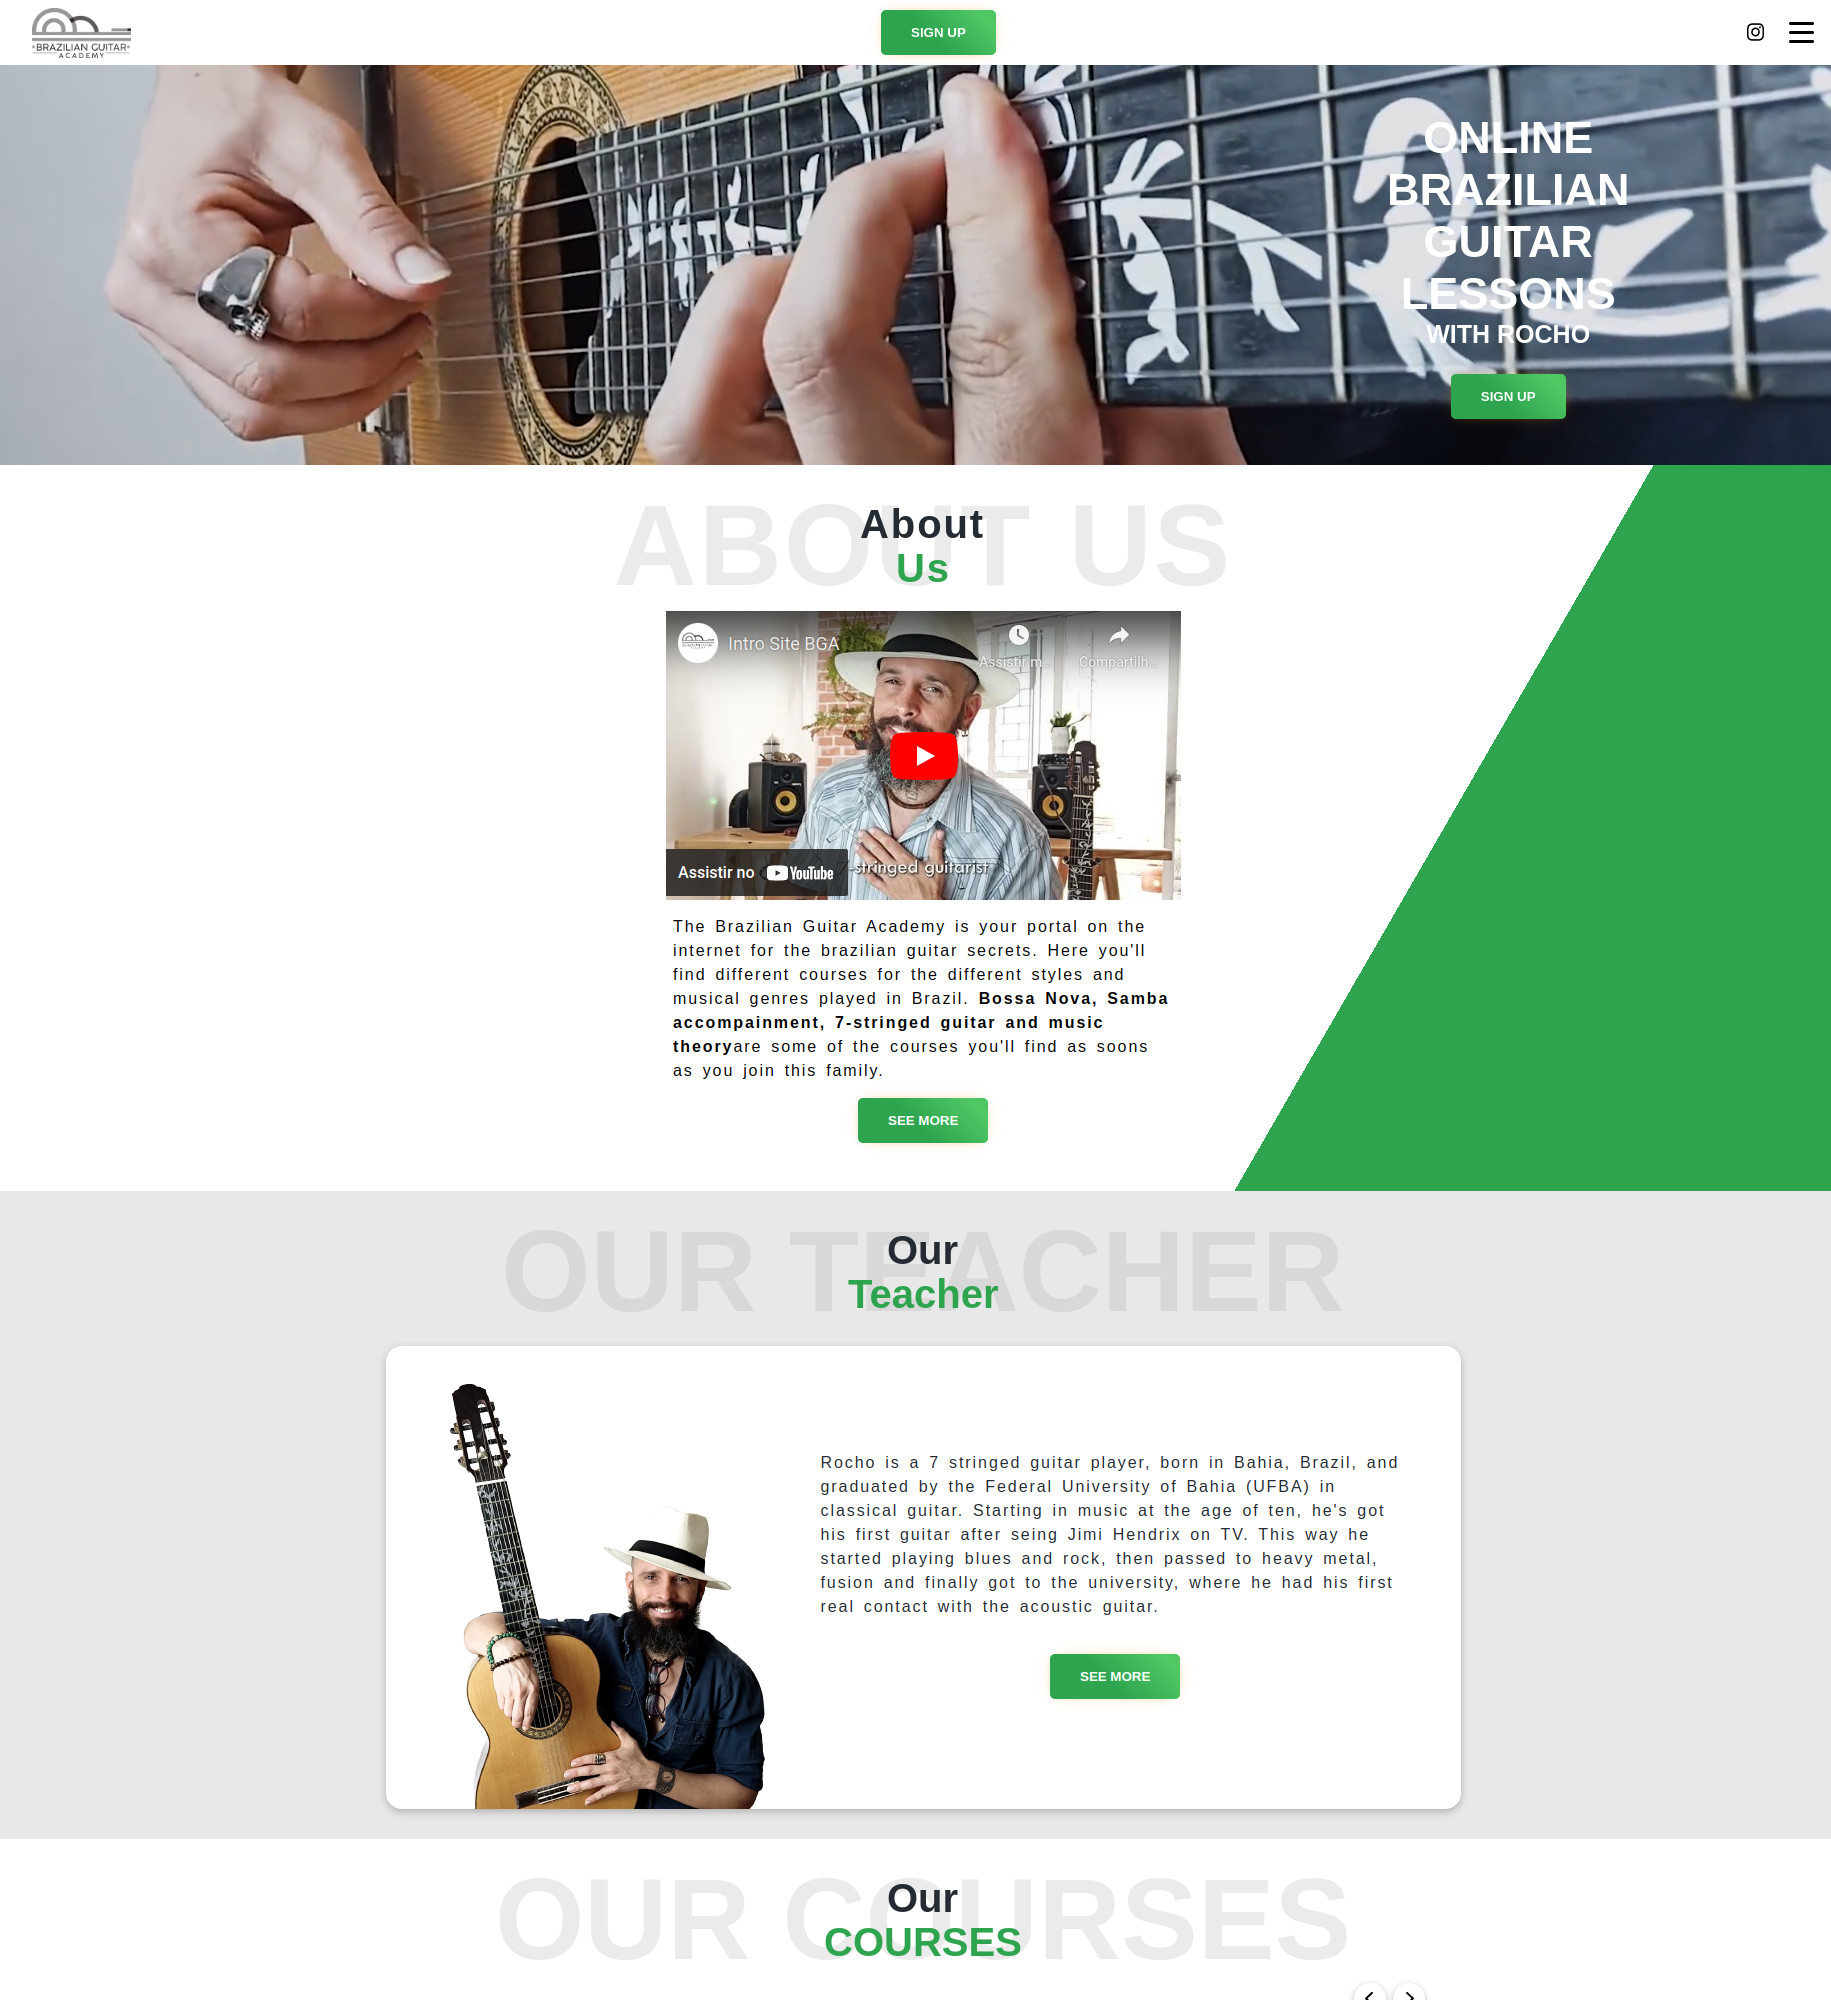 BRAZILIAN GUITAR
ACADEMY
SIGN UP
ONLINE
BRAZILIAN
GUITAR
LESSONS
WITH ROCHO
SIGN UP
ABOUT US
About
Us
Intro Site BGA
Assistir m...
Compartilh...
Assistir no YouTube
-stringed guitarist
The Brazilian Guitar Academy is your portal on the
internet for the brazilian guitar secrets. Here you'll
find different courses for the different styles and
musical genres played in Brazil. Bossa Nova, Samba
accompainment, 7-stringed guitar and music
theoryare some of the courses you'll find as soons
as you join this family.
SEE MORE
OUR TEACHER
Our
Teacher
Rocho is a 7 stringed guitar player, born in Bahia, Brazil, and
graduated by the Federal University of Bahia (UFBA) in
classical guitar. Starting in music at the age of ten, he's got
his first guitar after seing Jimi Hendrix on TV. This way he
started playing blues and rock, then passed to heavy metal,
fusion and finally got to the university, where he had his first
real contact with the acoustic guitar.
SEE MORE
OUR COURSES
Our
COURSES